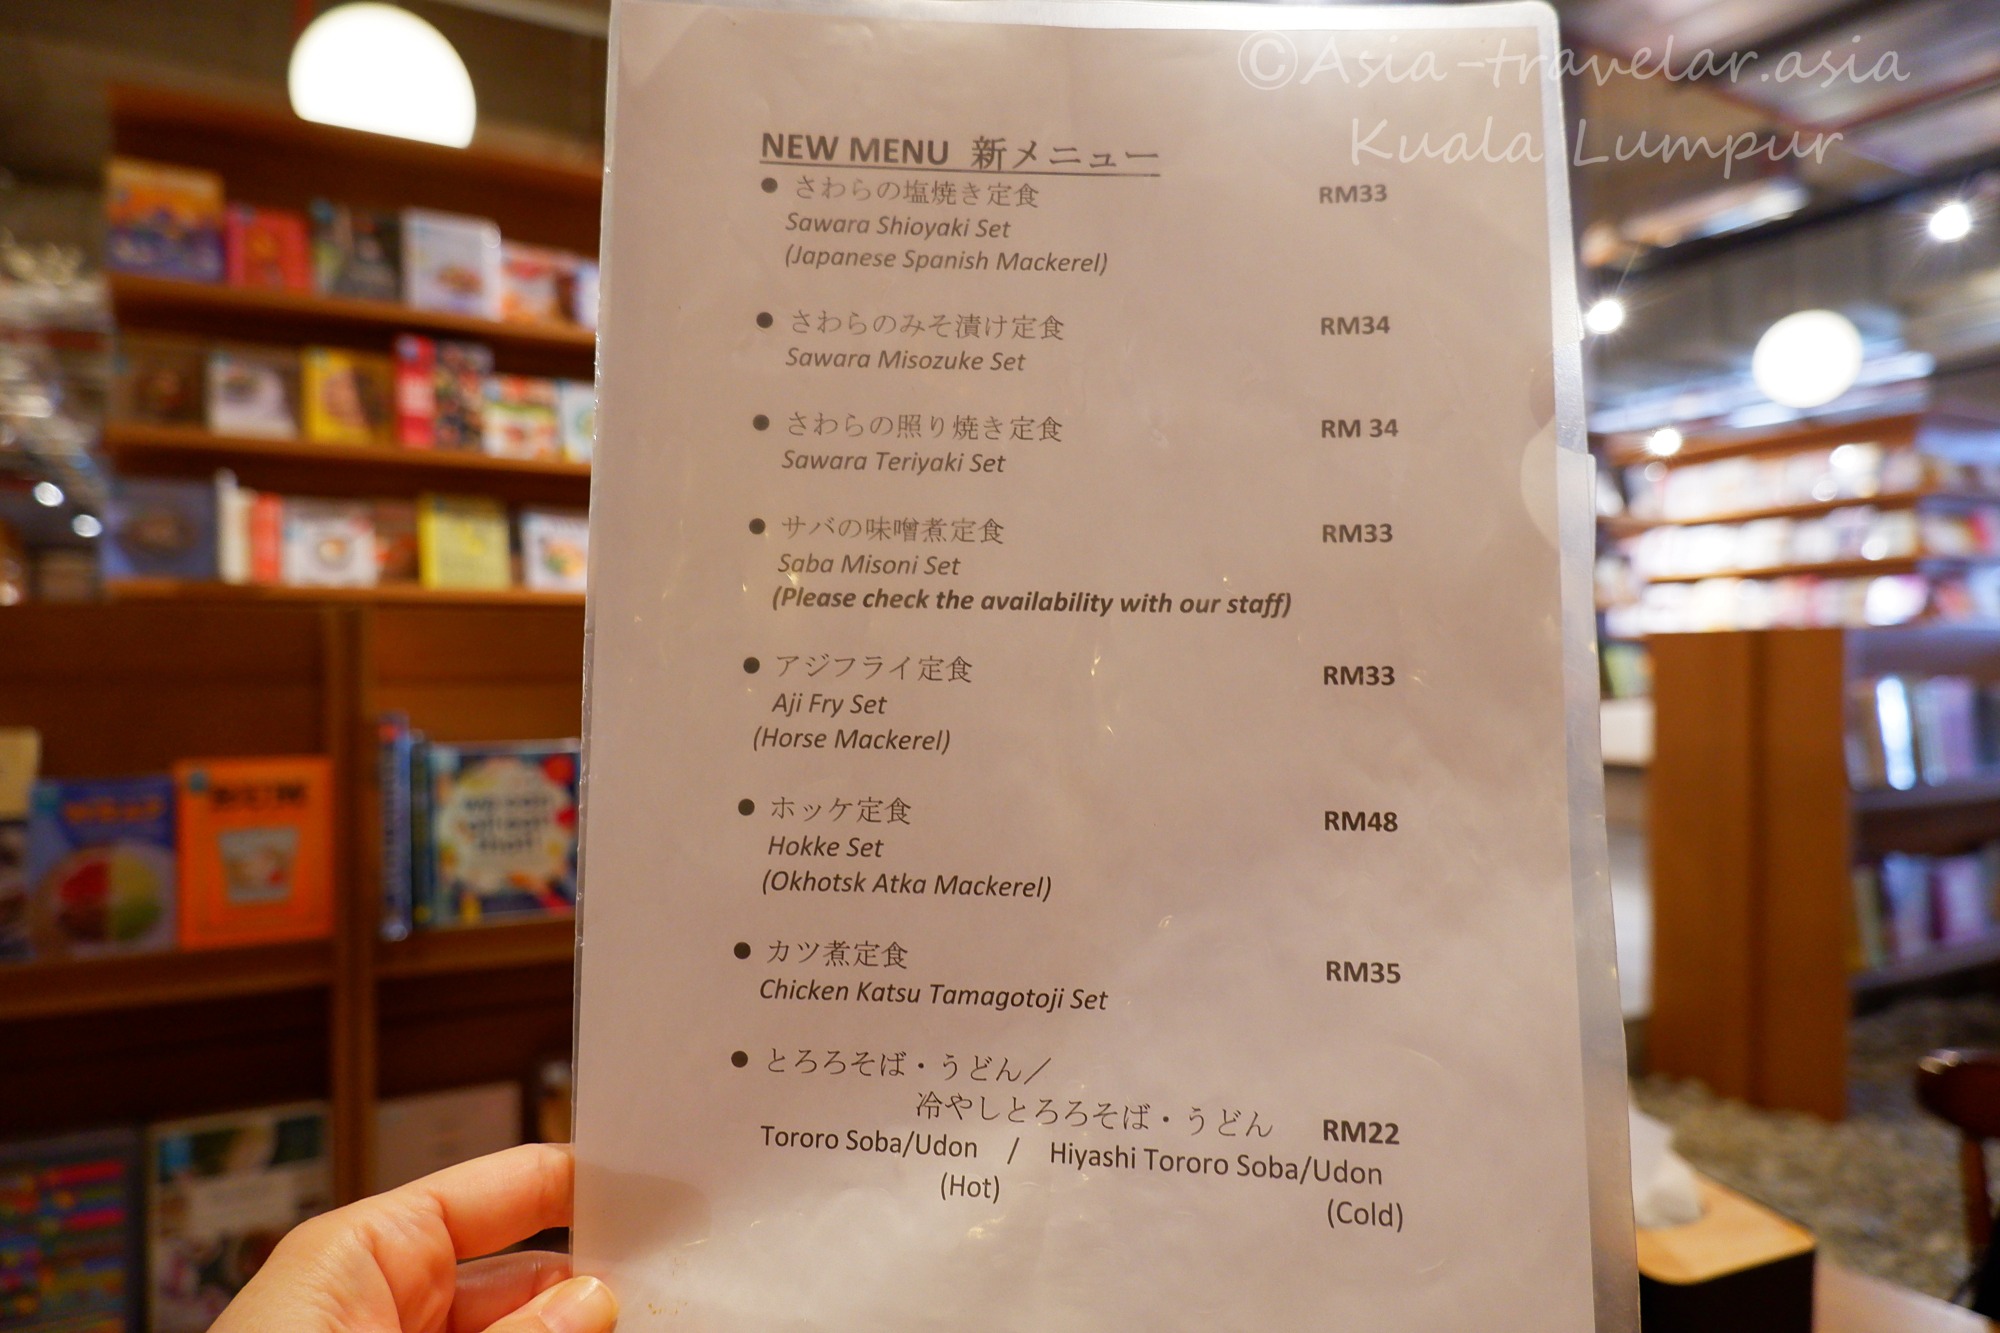 ©Asia-travelar.asia
Kuala Lumpur
NEW MENU 新メニュー
● さわらの塩焼き定食 RM33
Sawara Shioyaki Set
(Japanese Spanish Mackerel)
● さわらのみそ漬け定食 RM34
Sawara Misozuke Set
● さわらの照り焼き定食 RM 34
Sawara Teriyaki Set
● サバの味噌煮定食 RM33
Saba Misoni Set
(Please check the availability with our staff)
● アジフライ定食 RM33
Aji Fry Set
(Horse Mackerel)
● ホッケ定食 RM48
Hokke Set
(Okhotsk Atka Mackerel)
● カツ煮定食 RM35
Chicken Katsu Tamagotoji Set
● とろろそば・うどん／
冷やしとろろそば・うどん RM22
Tororo Soba/Udon / Hiyashi Tororo Soba/Udon
(Hot) (Cold)